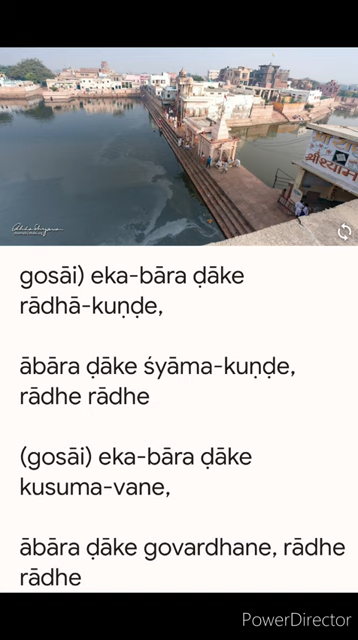 श्री श्याम
gosāi) eka-bāra ḍāke
rādhā-kuṇḍe,
ābāra ḍāke śyāma-kuṇḍe,
rādhe rādhe
(gosāi) eka-bāra ḍāke
kusuma-vane,
ābāra ḍāke govardhane, rādhe
rādhe
PowerDirector